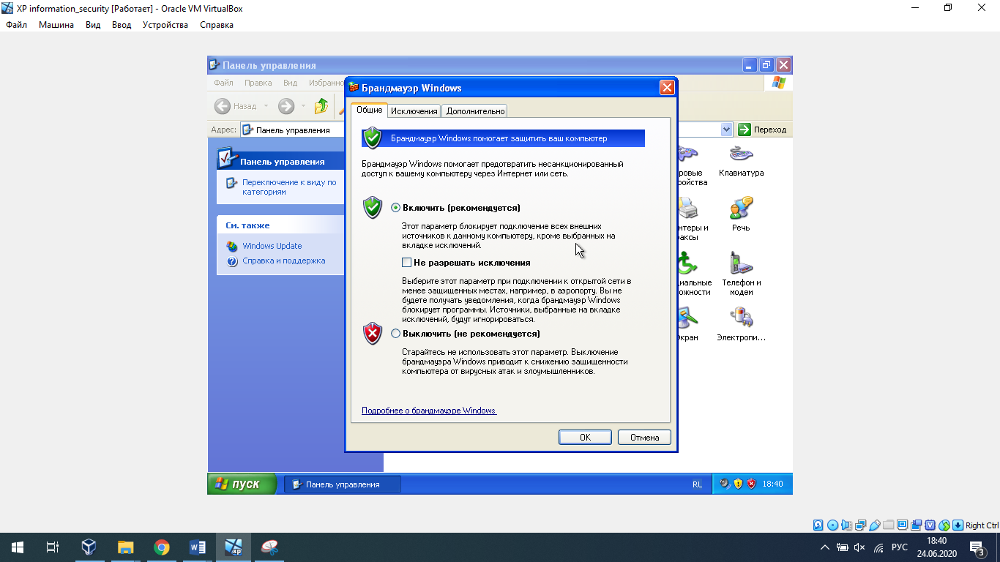 XP information_security [Работает] - Oracle VM VirtualBox
Файл Машина Вид Ввод Устройства Справка
Панель управления
Файл Правка Вид Избранно
Назад
Адрес: Панель управления Переход
Панель управления
Переключение к виду по
категориям
См. также
Windows Update
Справка и поддержка
Брандмауэр Windows
Общие Исключения Дополнительно
Брандмауэр Windows помогает защитить ваш компьютер
Брандмауэр Windows помогает предотвратить несанкционированный
доступ к вашему компьютеру через Интернет или сеть.
Включить (рекомендуется)
Этот параметр блокирует подключение всех внешних
источников к данному компьютеру, кроме выбранных на
вкладке исключений.
Не разрешать исключения
Выберите этот параметр при подключении к открытой сети в
менее защищенных местах, например, в аэропорту. Вы не
будете получать уведомления, когда брандмауэр Windows
блокирует программы. Источники, выбранные на вкладке
исключений, будут игнорироваться.
Выключить (не рекомендуется)
Старайтесь не использовать этот параметр. Выключение
брандмауэра Windows приводит к снижению защищенности
компьютера от вирусных атак и злоумышленников.
Подробнее о брандмауэре Windows
OK Отмена
ровые
ройства
Клавиатура
нтеры и
аксы
Речь
иальные
ожности
Телефон и
модем
Экран
Электропи...
пуск Панель управления RL 18:40
Right Ctrl
xp
РУС
18:40
24.06.2020
3